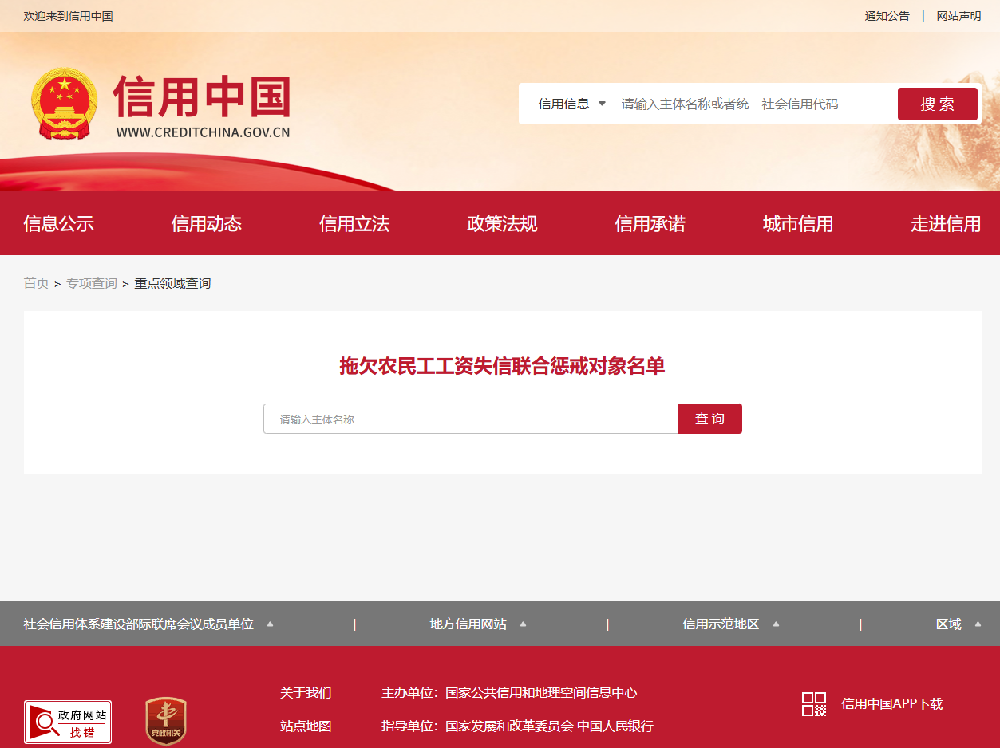 欢迎来到信用中国
通知公告 | 网站声明
信用中国
WWW.CREDITCHINA.GOV.CN
信用信息 请输入主体名称或者统一社会信用代码 搜 索
信息公示 信用动态 信用立法 政策法规 信用承诺 城市信用 走进信用
首页 > 专项查询 > 重点领域查询
拖欠农民工工资失信联合惩戒对象名单
请输入主体名称 查 询
社会信用体系建设部际联席会议成员单位 | 地方信用网站 | 信用示范地区 | 区域
政府网站
找错
党政机关
关于我们
站点地图
主办单位：国家公共信用和地理空间信息中心
指导单位：国家发展和改革委员会 中国人民银行
信用中国APP下载